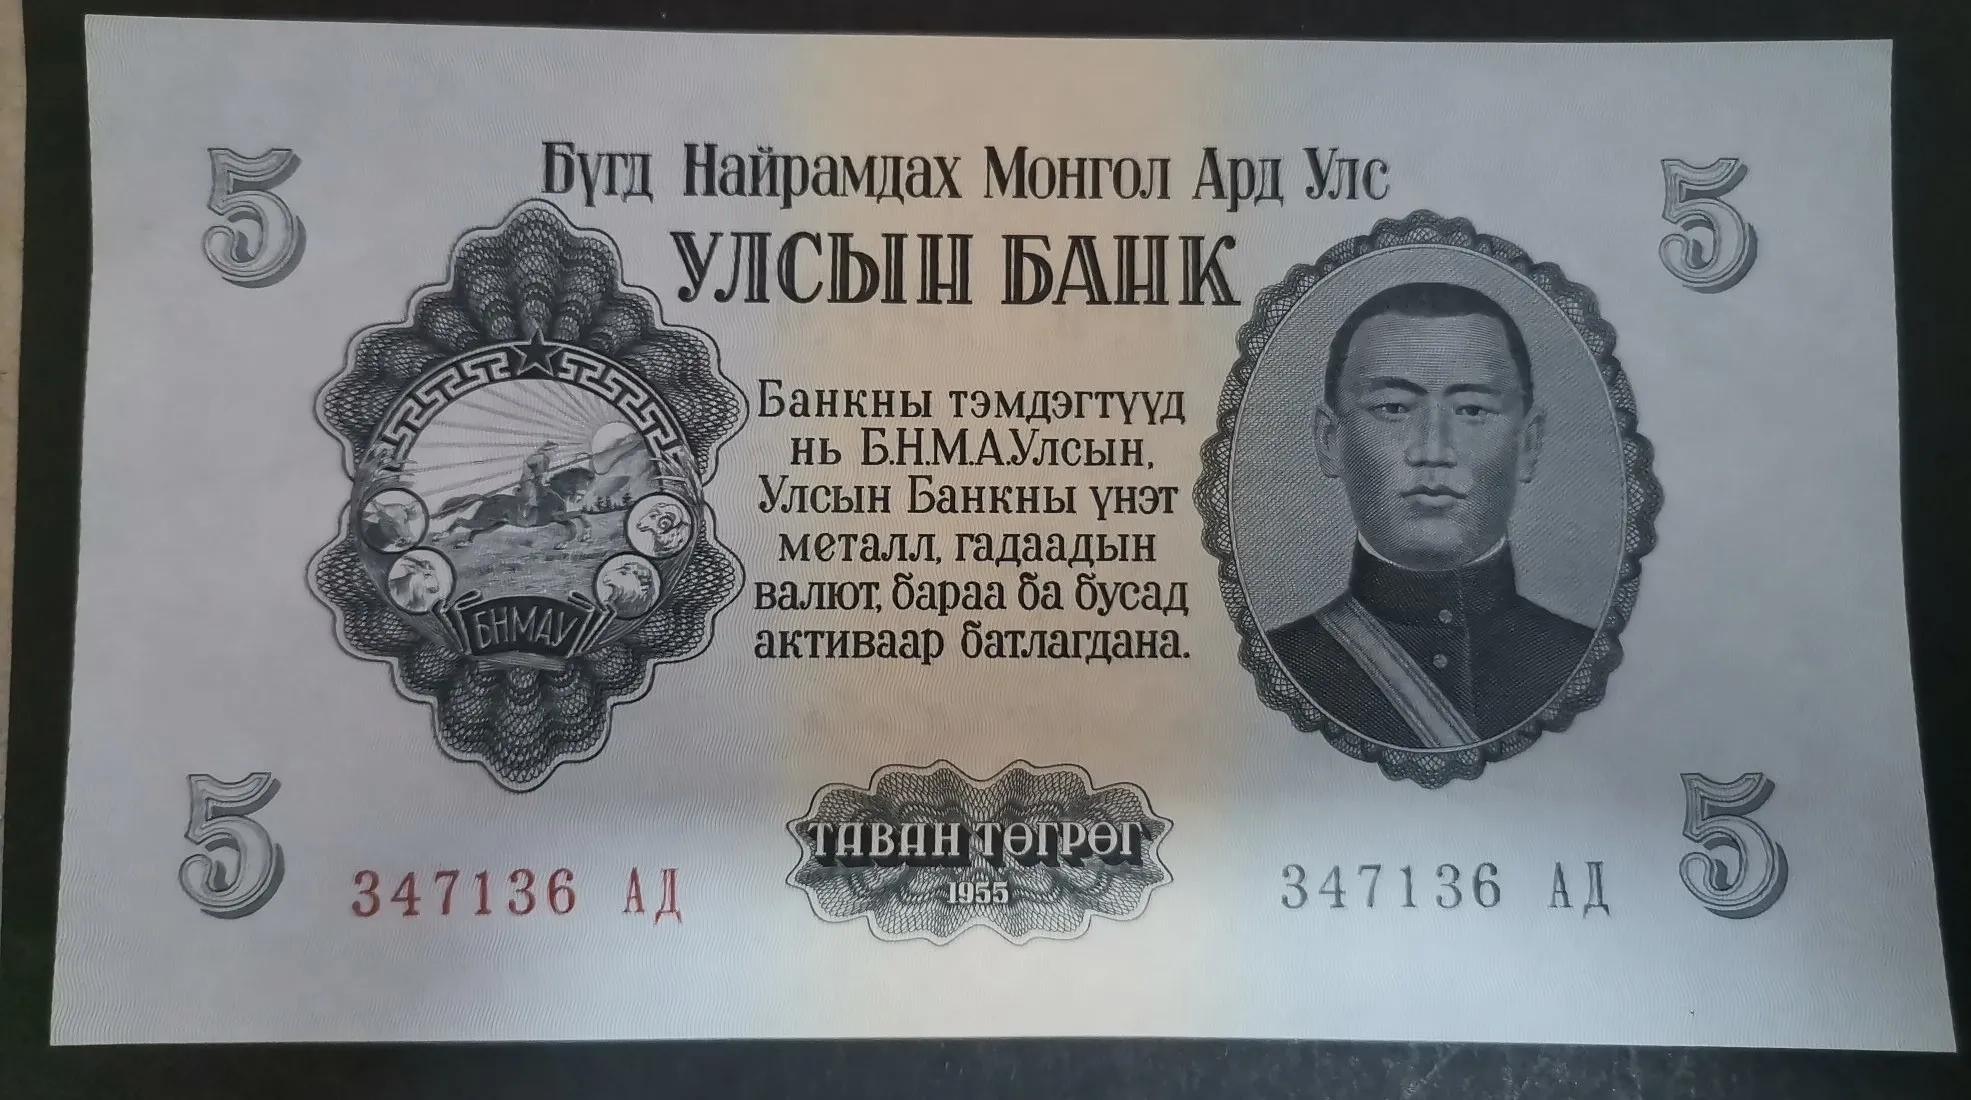 5
5
Бүгд Найрамдах Монгол Ард Улс
УЛСЫН БАНК
Банкны тэмдэгтүүд
нь Б.Н.М.А.Улсын,
Улсын Банкны үнэт
металл, гадаадын
валют, бараа ба бусад
активаар батлагдана.
БНМАУ
5
5
ТАВАН ТӨГРӨГ
1955
347136 АД
347136 АД